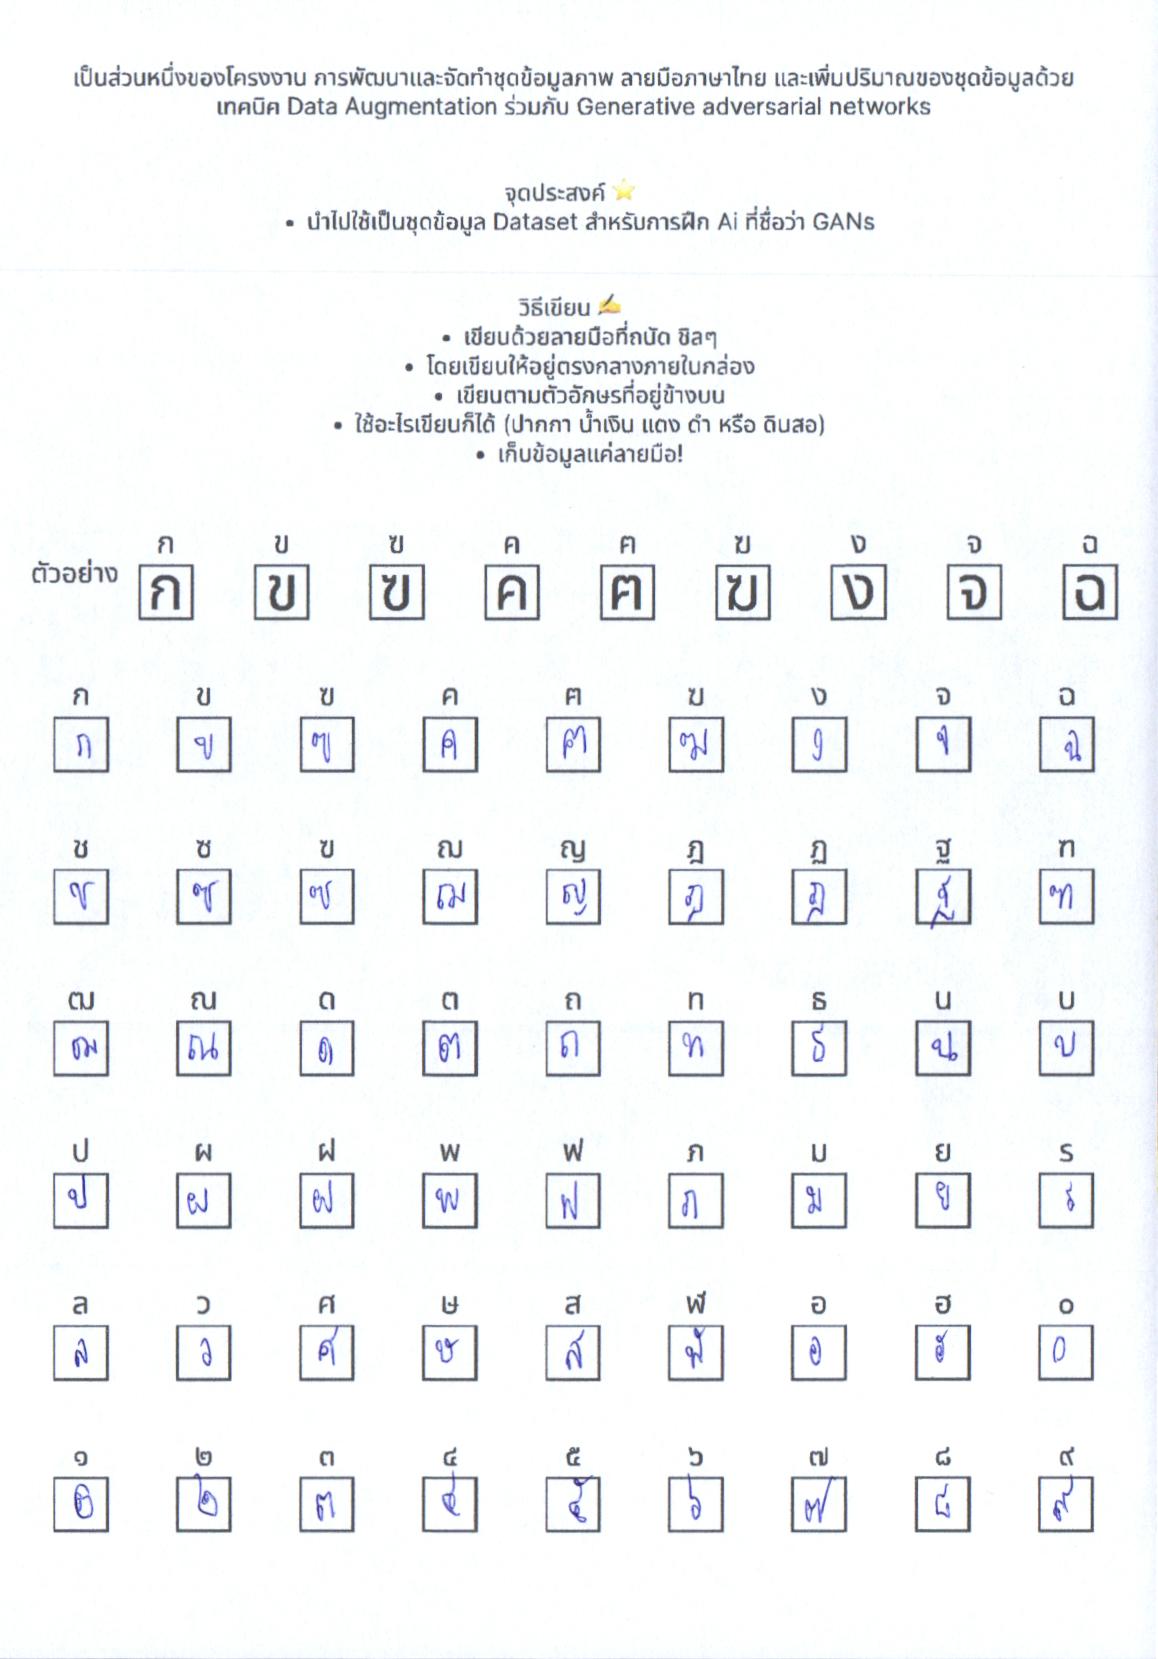 เป็นส่วนหนึ่งของโครงงาน การพัฒนาและจัดทำชุดข้อมูลภาพ ลายมือภาษาไทย และเพิ่มปริมาณของชุดข้อมูลด้วย
เทคนิค Data Augmentation ร่วมกับ Generative adversarial networks
จุดประสงค์ ⭐
• นำไปใช้เป็นชุดข้อมูล Dataset สำหรับการฝึก Ai ที่ชื่อว่า GANs
วิธีเขียน ✍️
• เขียนด้วยลายมือที่ถนัด ชิลๆ
• โดยเขียนให้อยู่ตรงกลางภายในกล่อง
• เขียนตามตัวอักษรที่อยู่ข้างบน
• ใช้อะไรเขียนก็ได้ (ปากกา น้ำเงิน แดง ดำ หรือ ดินสอ)
• เก็บข้อมูลแค่ลายมือ!
ก ข ฃ ค ฅ ฆ ง จ ฉ
ตัวอย่าง ก ข ฃ ค ฅ ฆ ง จ ฉ
ก ข ฃ ค ฅ ฆ ง จ ฉ
ก ข ฃ ค ฅ ฆ ง จ ฉ
ช ซ ฃ ฌ ญ ฎ ฏ ฐ ฑ
ช ซ ซ ฌ ญ ฎ ฏ ฐ ฑ
ฒ ณ ด ต ถ ท ธ น บ
ฒ ณ ด ต ถ ท ธ น บ
ป ผ ฝ พ ฟ ภ ม ย ร
ป ผ ฝ พ ฟ ภ ม ย ร
ล ว ศ ษ ส ฬ อ ฮ ๐
ล ว ศ ษ ส ฬ อ ฮ ๐
๑ ๒ ๓ ๔ ๕ ๖ ๗ ๘ ๙
๑ ๒ ๓ ๔ ๕ ๖ ๗ ๘ ๙